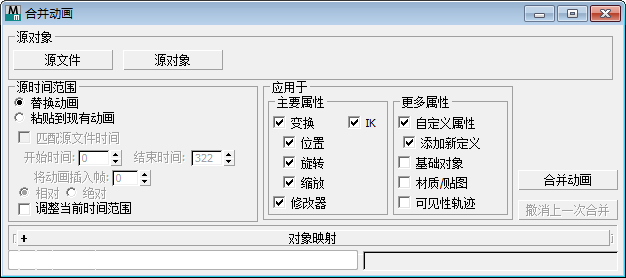 合并动画
源对象
源文件 源对象
源时间范围
替换动画
粘贴到现有动画
匹配源文件时间
开始时间: 0 结束时间: 322
将动画插入帧: 0
相对 绝对
调整当前时间范围
应用于
主要属性
变换 IK
位置
旋转
缩放
修改器
更多属性
自定义属性
添加新定义
基础对象
材质/贴图
可见性轨迹
合并动画
撤消上一次合并
+ 对象映射